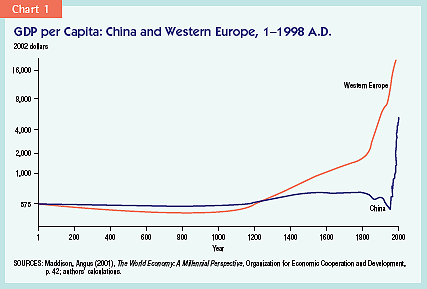 Chart 1
GDP per Capita: China and Western Europe, 1–1998 A.D.
2002 dollars
16,000
8,000
4,000
2,000
1,000
575
Western Europe
China
1 200 400 600 800 1000 1200 1400 1600 1800 2000
Year
SOURCES: Maddison, Angus (2001), The World Economy: A Millennial Perspective, Organization for Economic Cooperation and Development,
p. 42; authors' calculations.